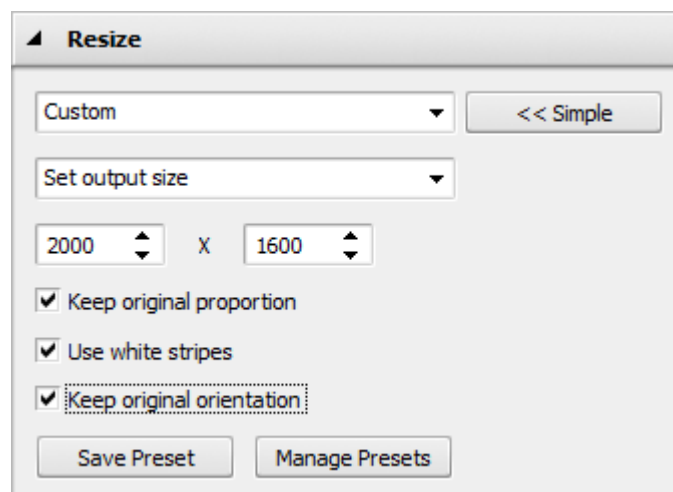 Resize
Custom
<< Simple
Set output size
2000 X 1600
Keep original proportion
Use white stripes
Keep original orientation
Save Preset Manage Presets